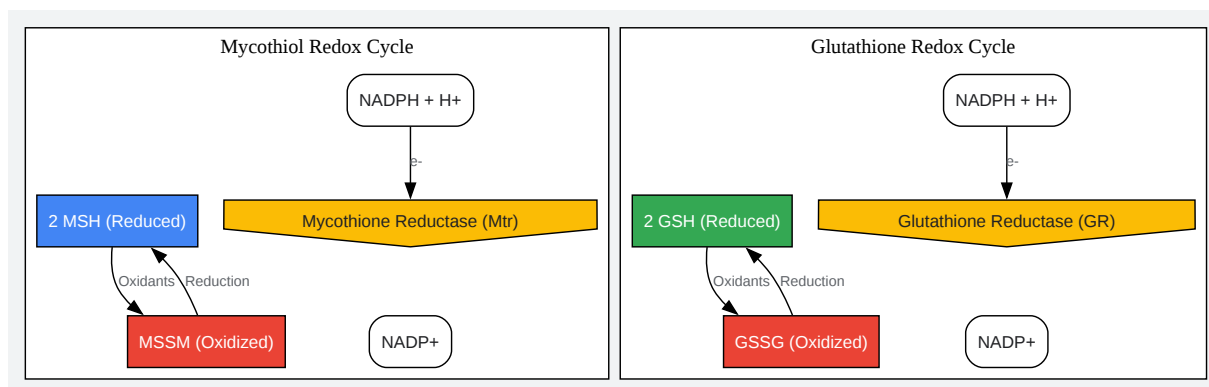 Mycothiol Redox Cycle
NADPH + H+
e-
2 MSH (Reduced)
Mycothione Reductase (Mtr)
Oxidants
Reduction
MSSM (Oxidized)
NADP+
Glutathione Redox Cycle
NADPH + H+
e-
2 GSH (Reduced)
Glutathione Reductase (GR)
Oxidants
Reduction
GSSG (Oxidized)
NADP+